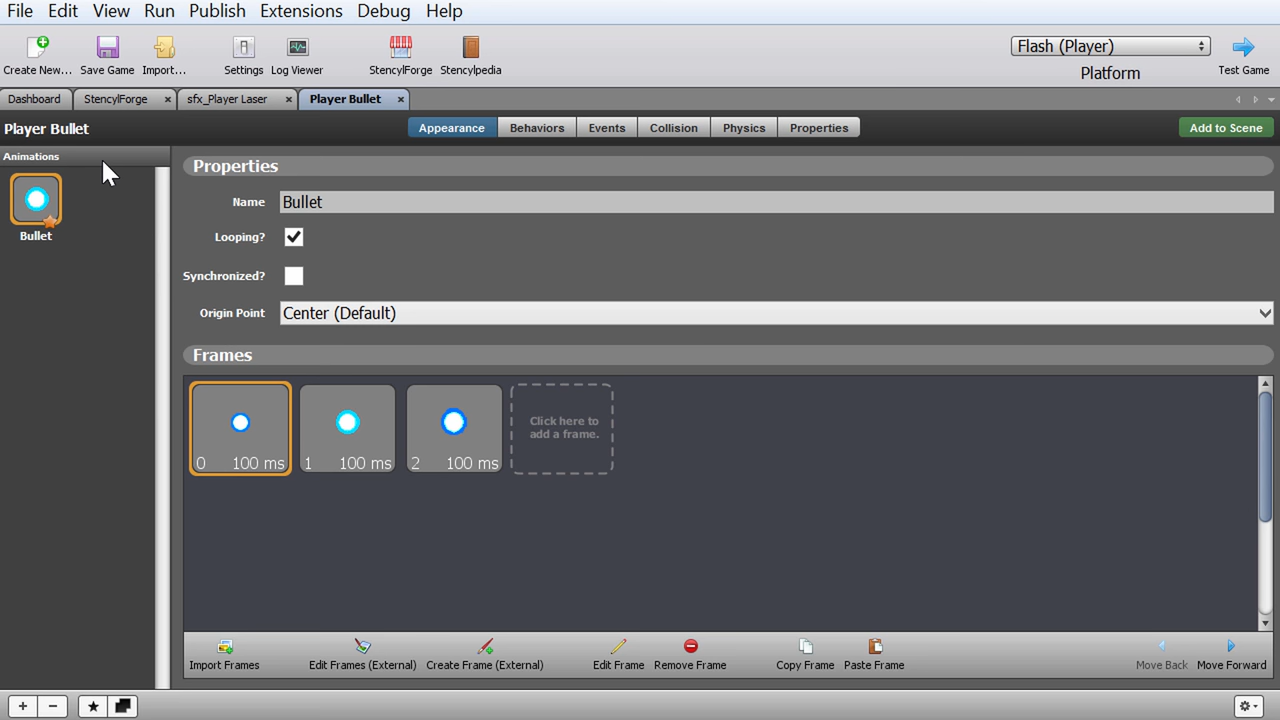 File Edit View Run Publish Extensions Debug Help
Create New... Save Game Import... Settings Log Viewer StencylForge Stencylpedia Flash (Player) Platform Test Game
Dashboard StencylForge sfx_Player Laser Player Bullet
Player Bullet Appearance Behaviors Events Collision Physics Properties Add to Scene
Animations
Bullet
Properties
Name Bullet
Looping?
Synchronized?
Origin Point Center (Default)
Frames
0 100 ms 1 100 ms 2 100 ms
Click here to
add a frame.
Import Frames Edit Frames (External) Create Frame (External) Edit Frame Remove Frame Copy Frame Paste Frame Move Back Move Forward